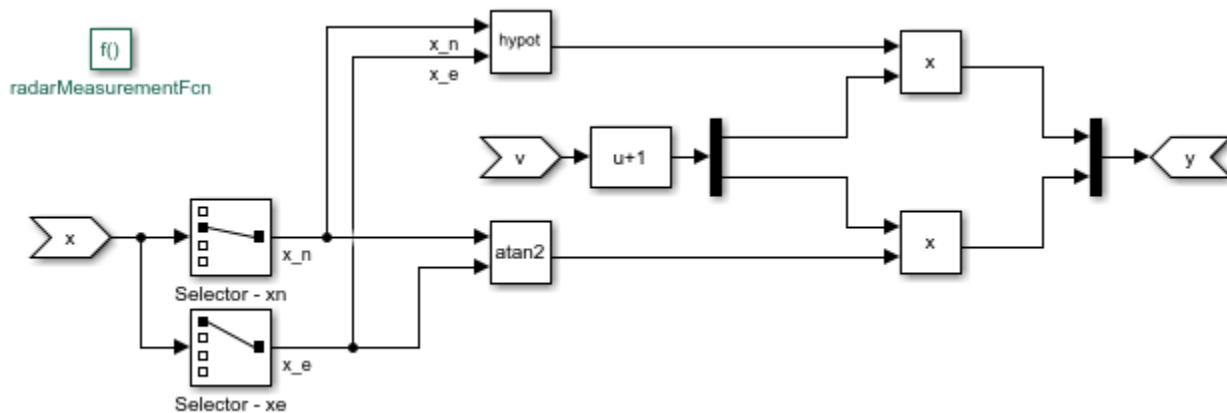 f()
radarMeasurementFcn
x_n
x_e
hypot
x
v
u+1
y
x
x_n
Selector - xn
atan2
x
x_e
Selector - xe